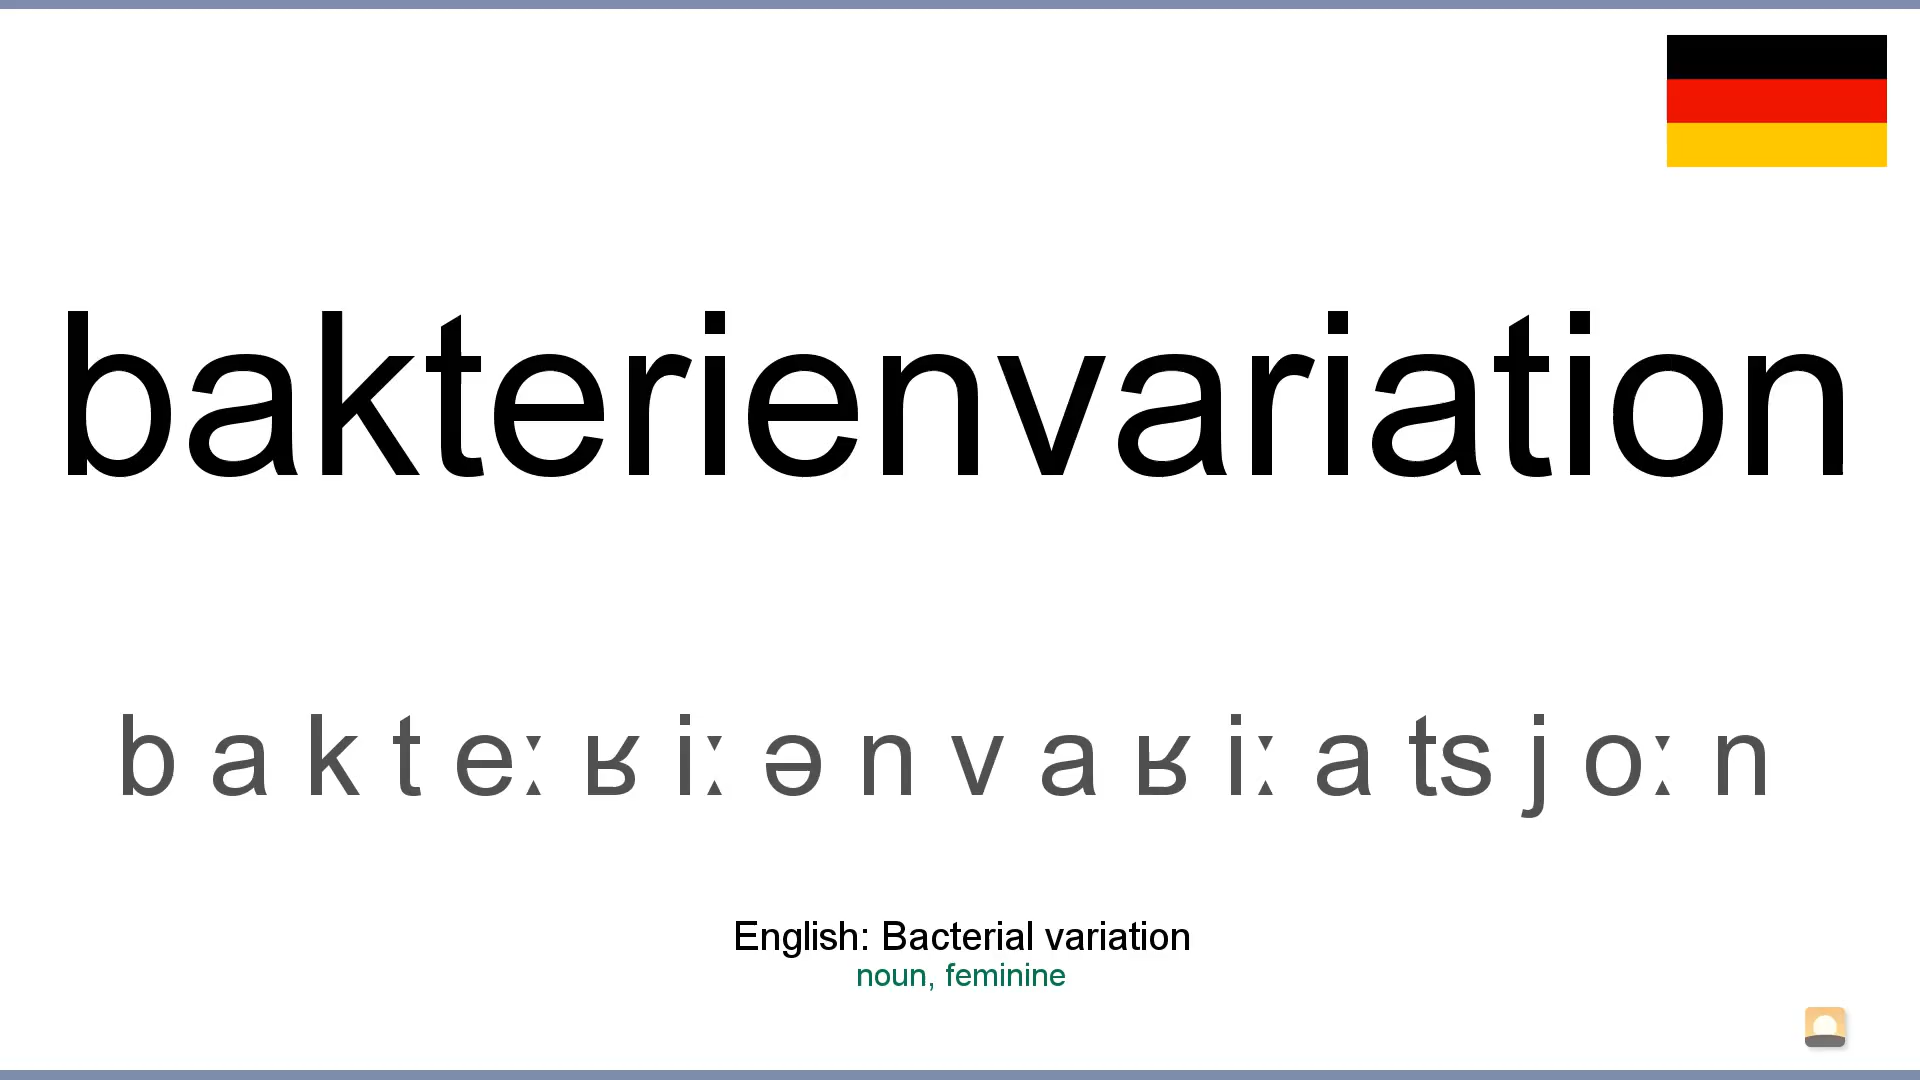 bakterienvariation
b a k t eː ʁ iː ə n v a ʁ iː a ʦ j oː n
English: Bacterial variation
noun, feminine